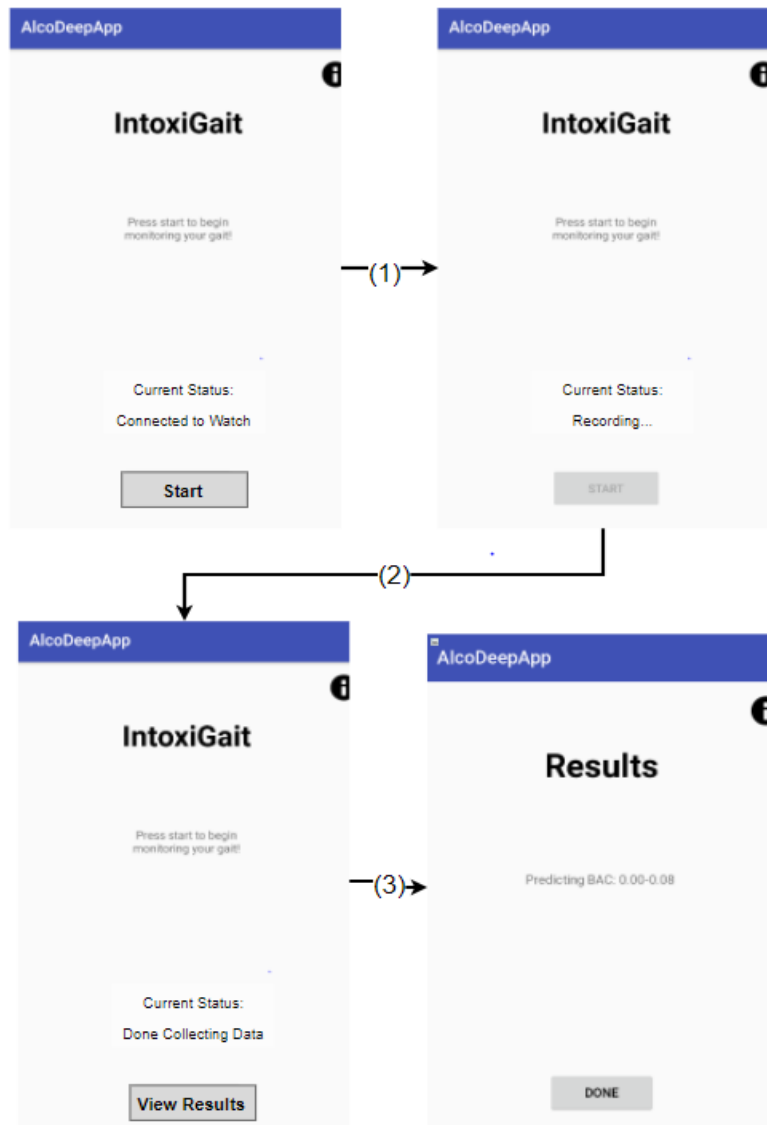 AlcoDeepApp
IntoxiGait
Press start to begin
monitoring your gait!
Current Status:
Connected to Watch
Start
(1)
AlcoDeepApp
IntoxiGait
Press start to begin
monitoring your gait!
Current Status:
Recording...
START
(2)
AlcoDeepApp
IntoxiGait
Press start to begin
monitoring your gait!
Current Status:
Done Collecting Data
View Results
(3)
AlcoDeepApp
Results
Predicting BAC: 0.00-0.08
DONE